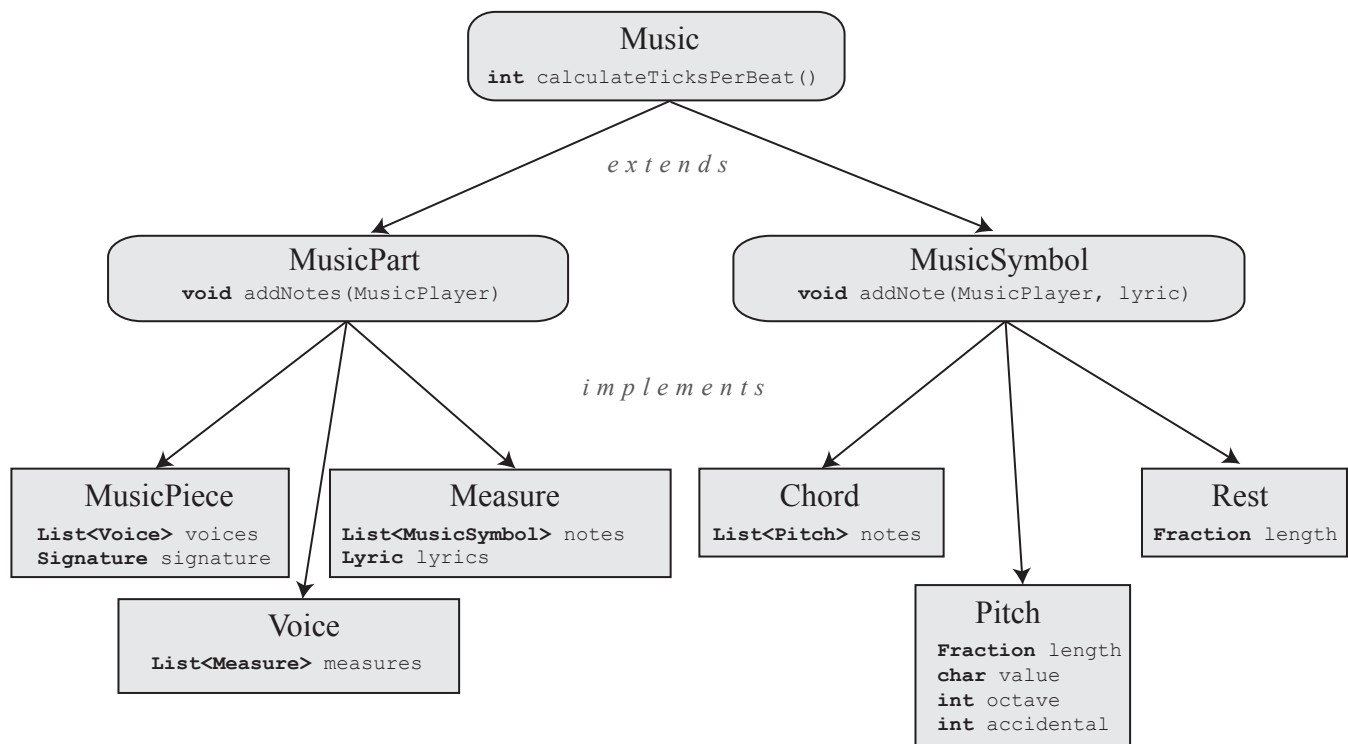 Music
int calculateTicksPerBeat()
extends
MusicPart
void addNotes(MusicPlayer)
MusicSymbol
void addNote(MusicPlayer, lyric)
implements
MusicPiece
List<Voice> voices
Signature signature
Measure
List<MusicSymbol> notes
Lyric lyrics
Chord
List<Pitch> notes
Rest
Fraction length
Voice
List<Measure> measures
Pitch
Fraction length
char value
int octave
int accidental